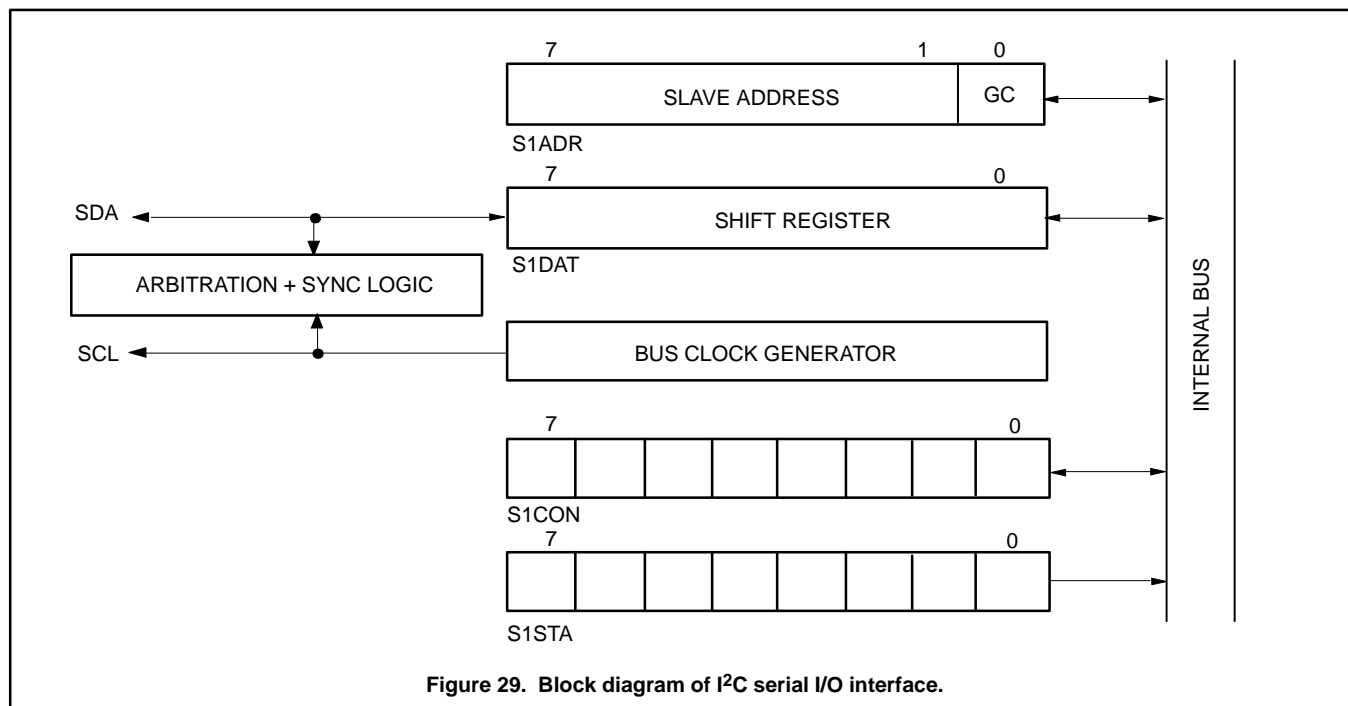 7 1 0
SLAVE ADDRESS GC
S1ADR
7 0
SDA
SHIFT REGISTER
S1DAT
ARBITRATION + SYNC LOGIC
SCL
BUS CLOCK GENERATOR
INTERNAL BUS
7 0
S1CON
7 0
S1STA
Figure 29. Block diagram of I²C serial I/O interface.